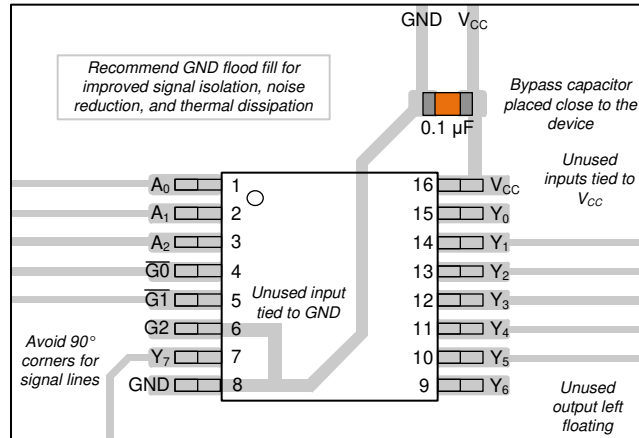 GND VCC
Recommend GND flood fill for
improved signal isolation, noise
reduction, and thermal dissipation
Bypass capacitor
placed close to the
device
0.1 µF
Unused
inputs tied to
VCC
A0 1 16 VCC
A1 2 15 Y0
A2 3 14 Y1
G̅0̅ 4 13 Y2
G̅1̅ 5 12 Y3
Unused input
tied to GND
G2 6 11 Y4
Avoid 90°
corners for
signal lines
Y7 7 10 Y5
GND 8 9 Y6
Unused
output left
floating